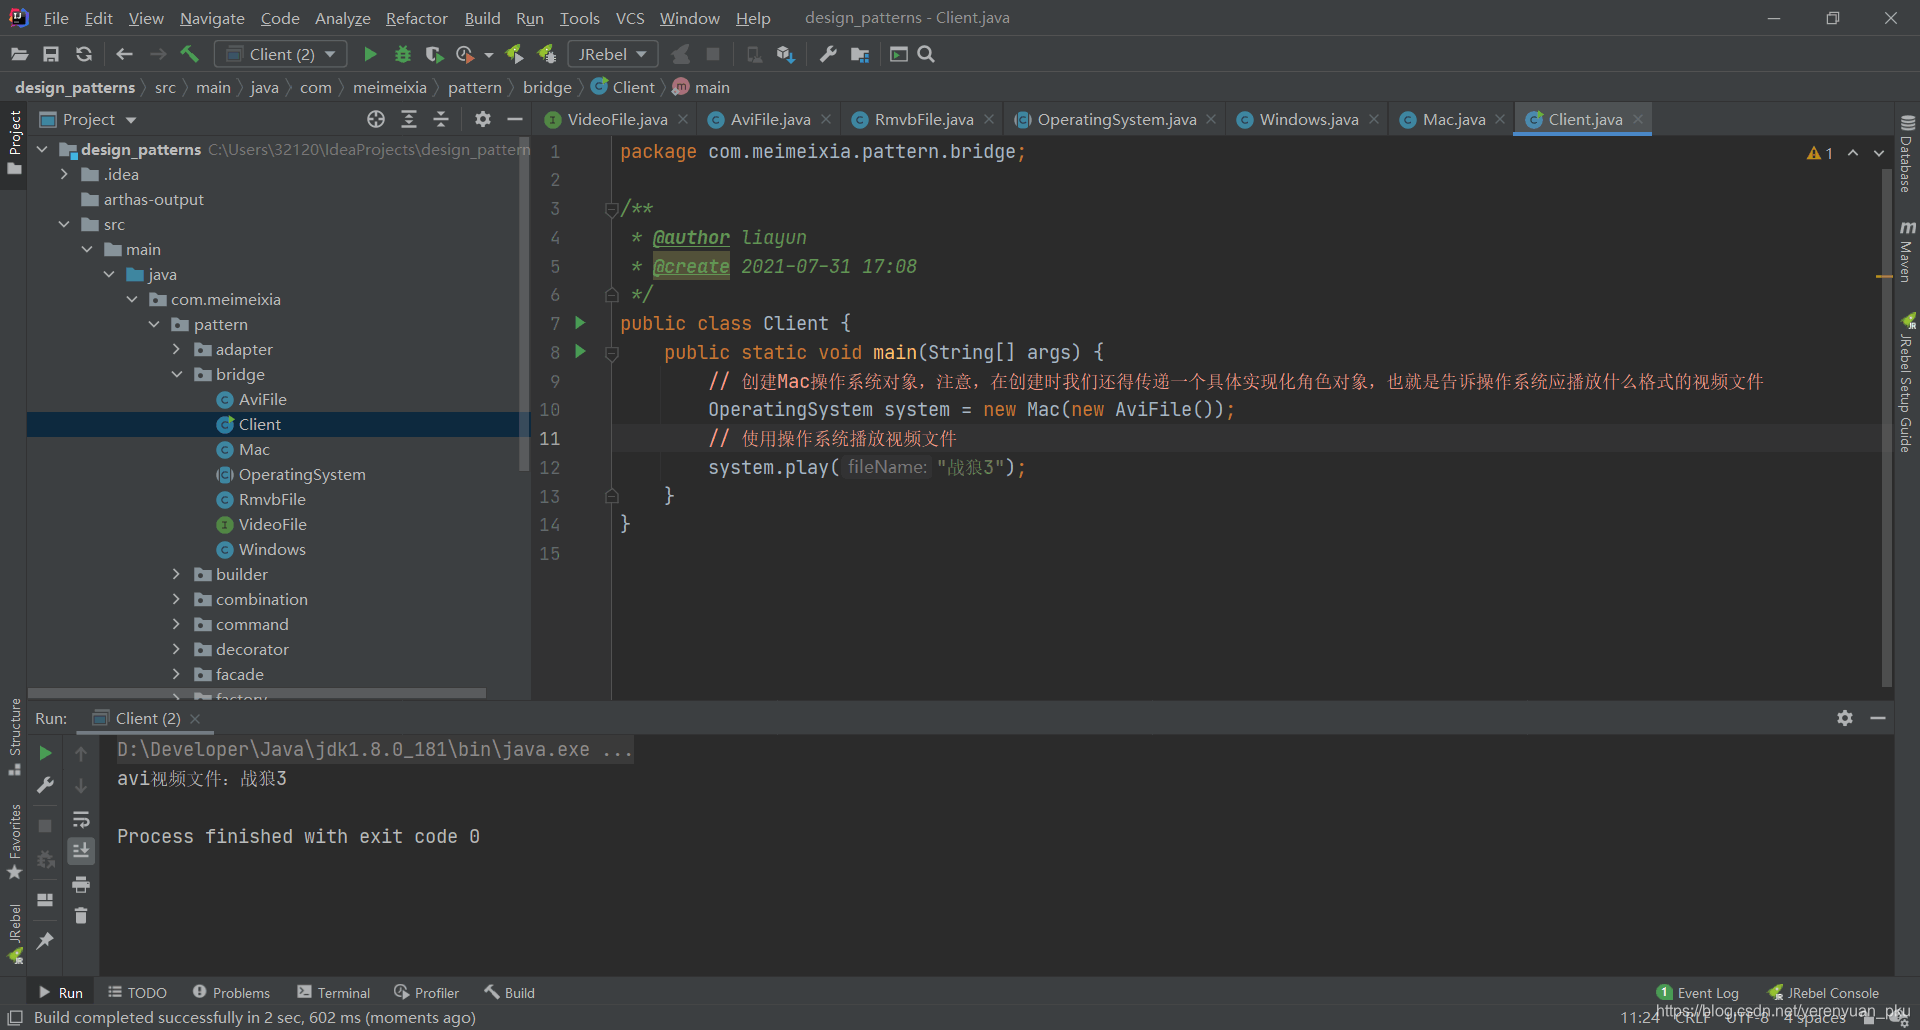 File Edit View Navigate Code Analyze Refactor Build Run Tools VCS Window Help design_patterns - Client.java
Client (2) JRebel
design_patterns src main java com meimeixia pattern bridge Client main
Project
VideoFile.java AviFile.java RmvbFile.java OperatingSystem.java Windows.java Mac.java Client.java
design_patterns C:\Users\32120\IdeaProjects\design_pattern
.idea
arthas-output
src
main
java
com.meimeixia
pattern
adapter
bridge
AviFile
Client
Mac
OperatingSystem
RmvbFile
VideoFile
Windows
builder
combination
command
decorator
facade
factory
1 package com.meimeixia.pattern.bridge;
2
3 /**
4 * @author liayun
5 * @create 2021-07-31 17:08
6 */
7 public class Client {
8 public static void main(String[] args) {
9 // 创建Mac操作系统对象，注意，在创建时我们还得传递一个具体实现化角色对象，也就是告诉操作系统应播放什么格式的视频文件
10 OperatingSystem system = new Mac(new AviFile());
11 // 使用操作系统播放视频文件
12 system.play( fileName: "战狼3");
13 }
14 }
15
1
Project
Structure
Favorites
JRebel
Database
Maven
JRebel Setup Guide
Run: Client (2)
D:\Developer\Java\jdk1.8.0_181\bin\java.exe ...
avi视频文件：战狼3
Process finished with exit code 0
Run TODO Problems Terminal Profiler Build 1 Event Log JRebel Console
Build completed successfully in 2 sec, 602 ms (moments ago) 11:24 CRLF UTF-8 4 spaces
https://blog.csdn.net/yerenyuan_pku